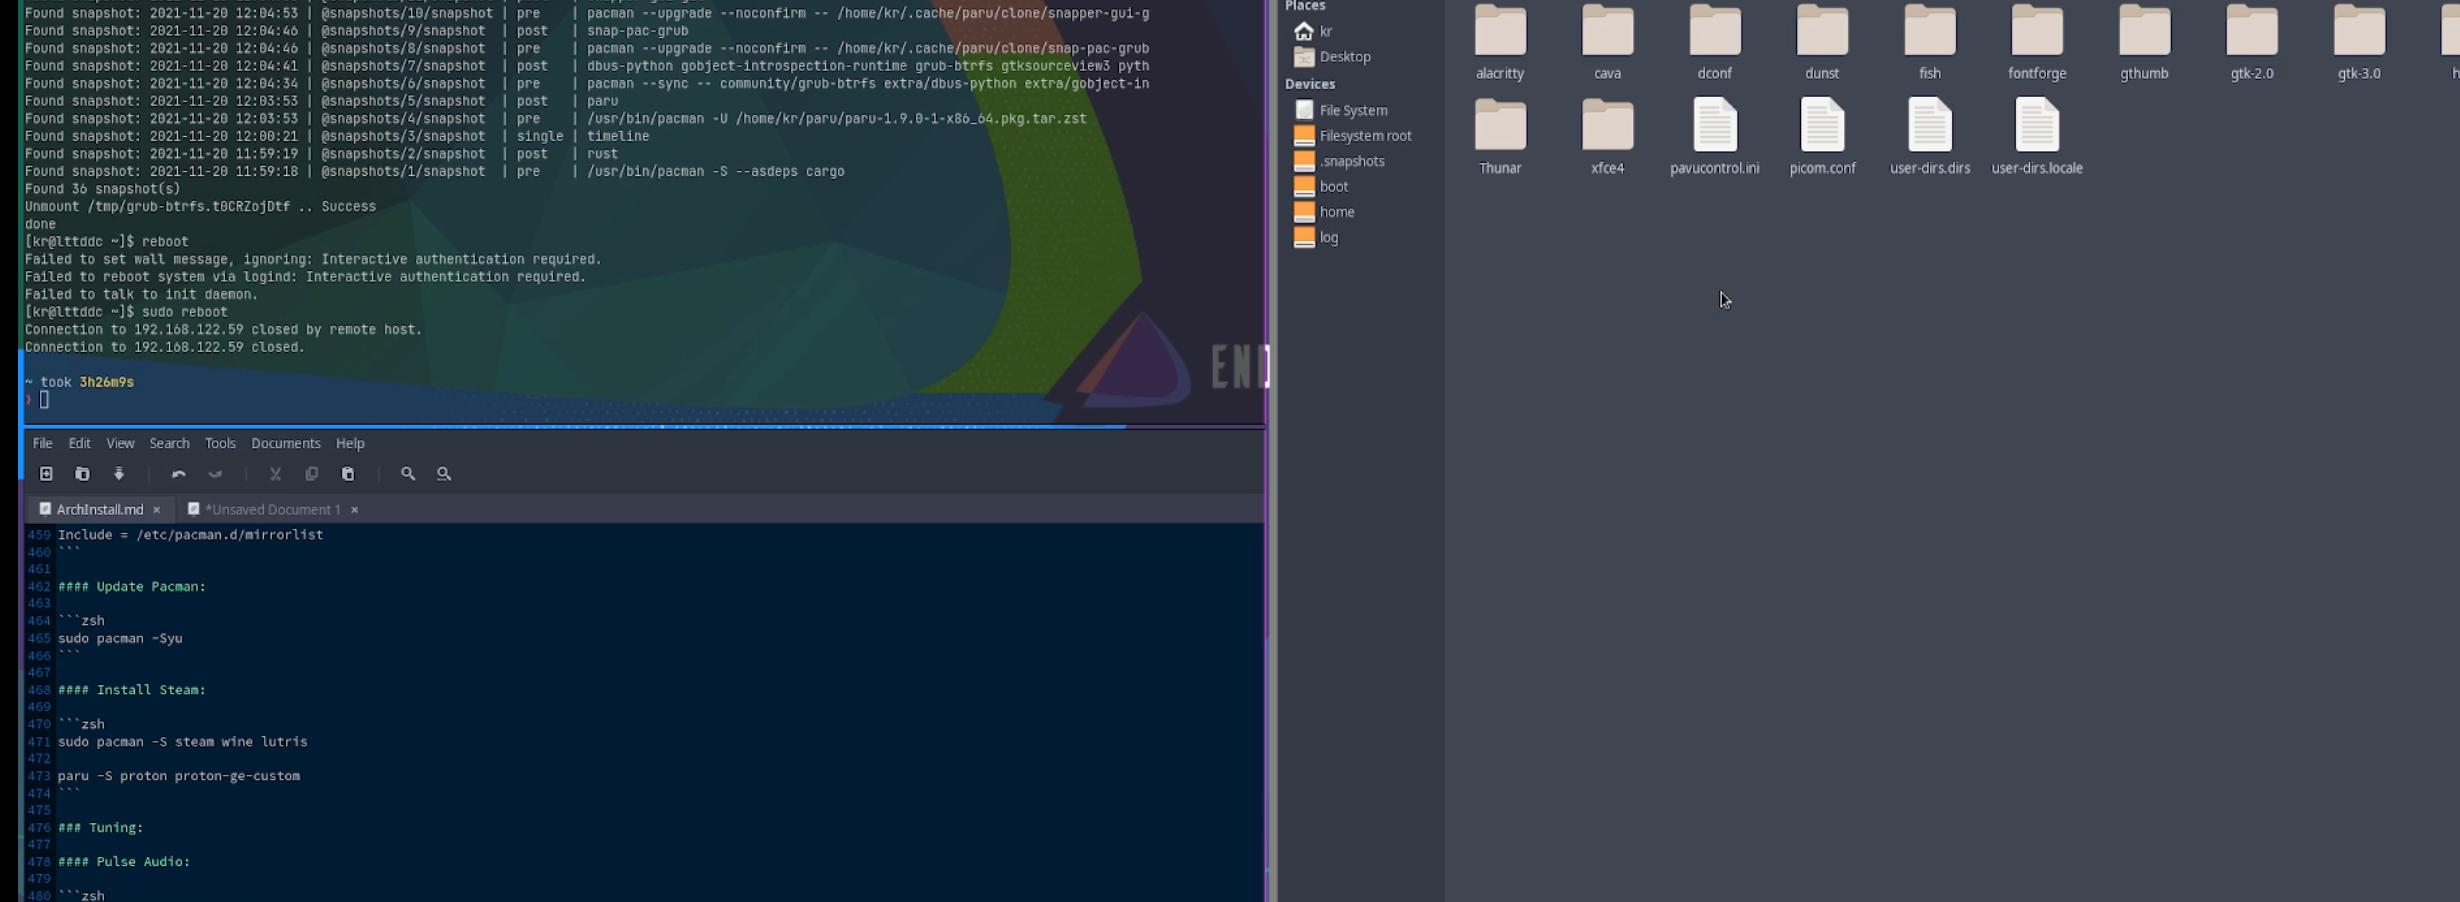 Found snapshot: 2021-11-20 12:04:53 | @snapshots/10/snapshot | pre | pacman --upgrade --noconfirm -- /home/kr/.cache/paru/clone/snapper-gui-g
Found snapshot: 2021-11-20 12:04:46 | @snapshots/9/snapshot | post | snap-pac-grub
Found snapshot: 2021-11-20 12:04:46 | @snapshots/8/snapshot | pre | pacman --upgrade --noconfirm -- /home/kr/.cache/paru/clone/snap-pac-grub
Found snapshot: 2021-11-20 12:04:41 | @snapshots/7/snapshot | post | dbus-python gobject-introspection-runtime grub-btrfs gtksourceview3 pyth
Found snapshot: 2021-11-20 12:04:34 | @snapshots/6/snapshot | pre | pacman --sync -- community/grub-btrfs extra/dbus-python extra/gobject-in
Found snapshot: 2021-11-20 12:03:53 | @snapshots/5/snapshot | post | paru
Found snapshot: 2021-11-20 12:03:53 | @snapshots/4/snapshot | pre | /usr/bin/pacman -U /home/kr/paru/paru-1.9.0-1-x86_64.pkg.tar.zst
Found snapshot: 2021-11-20 12:00:21 | @snapshots/3/snapshot | single | timeline
Found snapshot: 2021-11-20 11:59:19 | @snapshots/2/snapshot | post | rust
Found snapshot: 2021-11-20 11:59:18 | @snapshots/1/snapshot | pre | /usr/bin/pacman -S --asdeps cargo
Found 36 snapshot(s)
Unmount /tmp/grub-btrfs.t0CRZojDtf .. Success
done
[kr@lttddc ~]$ reboot
Failed to set wall message, ignoring: Interactive authentication required.
Failed to reboot system via logind: Interactive authentication required.
Failed to talk to init daemon.
[kr@lttddc ~]$ sudo reboot
Connection to 192.168.122.59 closed by remote host.
Connection to 192.168.122.59 closed.
~ took 3h26m9s
❯
END
File Edit View Search Tools Documents Help
ArchInstall.md × *Unsaved Document 1 ×
459 Include = /etc/pacman.d/mirrorlist
460 ```
461
462 #### Update Pacman:
463
464 ```zsh
465 sudo pacman -Syu
466 ```
467
468 #### Install Steam:
469
470 ```zsh
471 sudo pacman -S steam wine lutris
472
473 paru -S proton proton-ge-custom
474 ```
475
476 ### Tuning:
477
478 #### Pulse Audio:
479
480 ```zsh
Places
kr
Desktop
Devices
File System
Filesystem root
.snapshots
boot
home
log
alacritty cava dconf dunst fish fontforge gthumb gtk-2.0 gtk-3.0
Thunar xfce4 pavucontrol.ini picom.conf user-dirs.dirs user-dirs.locale